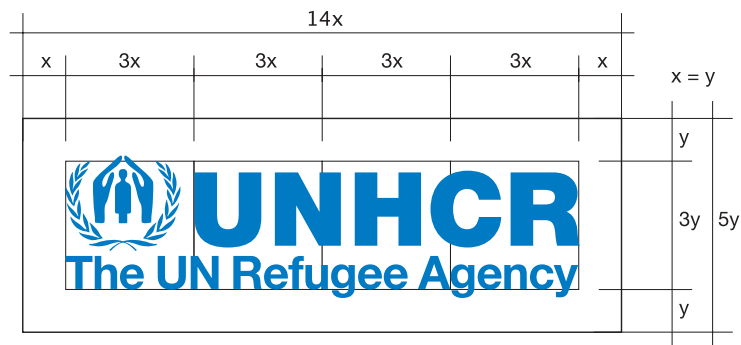 14x
x 3x 3x 3x 3x x
x = y
y
UNHCR
3y 5y
The UN Refugee Agency
y